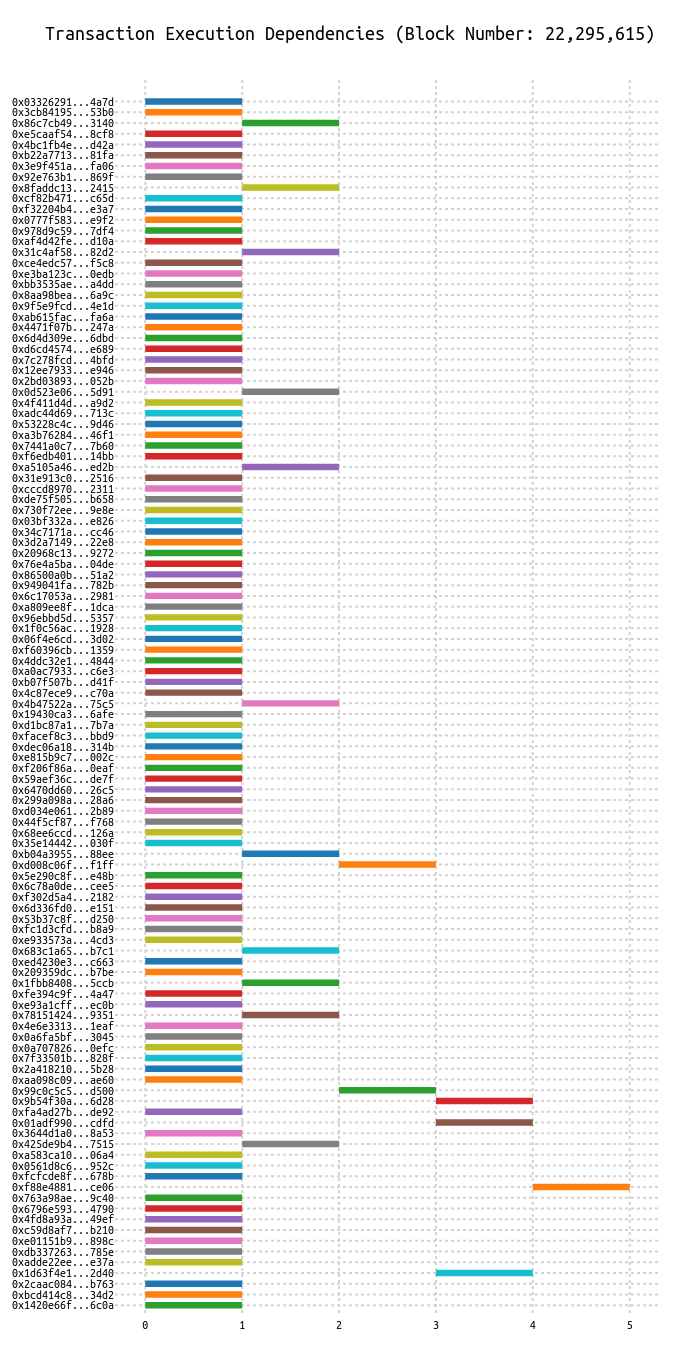 Transaction Execution Dependencies (Block Number: 22,295,615)
0x03326291...4a7d
0x3cb84195...53b0
0x86c7cb49...3140
0xe5caaf54...8cf8
0x4bc1fb4e...d42a
0xb22a7713...81fa
0x3e9f451a...fa06
0x92e763b1...869f
0x8faddc13...2415
0xcf82b471...c65d
0xf32204b4...e3a7
0x0777f583...e9f2
0x978d9c59...7df4
0xaf4d42fe...d10a
0x31c4af58...82d2
0xce4edc57...f5c8
0xe3ba123c...0edb
0xbb3535ae...a4dd
0x8aa98bea...6a9c
0x9f5e9fcd...4e1d
0xab615fac...fa6a
0x4471f07b...247a
0x6d4d309e...6dbd
0xd6cd4574...e689
0x7c278fcd...4bfd
0x12ee7933...e946
0x2bd03893...052b
0x0d523e06...5d91
0x4f411d4d...a9d2
0xadc44d69...713c
0x53228c4c...9d46
0xa3b76284...46f1
0x7441a0c7...7b60
0xf6edb401...14bb
0xa5105a46...ed2b
0x31e913c0...2516
0xcccd8970...2311
0xde75f505...b658
0x730f72ee...9e8e
0x03bf332a...e826
0x34c7171a...cc46
0x3d2a7149...22e8
0x20968c13...9272
0x76e4a5ba...04de
0x86500a0b...51a2
0x949041fa...782b
0x6c17053a...2981
0xa809ee8f...1dca
0x96ebbd5d...5357
0x1f0c56ac...1928
0x06f4e6cd...3d02
0xf60396cb...1359
0x4ddc32e1...4844
0xa0ac7933...c6e3
0xb07f507b...d41f
0x4c87ece9...c70a
0x4b47522a...75c5
0x19430ca3...6afe
0xd1bc87a1...7b7a
0xfacef8c3...bbd9
0xdec06a18...314b
0xe815b9c7...002c
0xf206f86a...0eaf
0x59aef36c...de7f
0x6470dd60...26c5
0x299a098a...28a6
0xd034e061...2b89
0x44f5cf87...f768
0x68ee6ccd...126a
0x35e14442...030f
0xb04a3955...88ee
0xd008c06f...f1ff
0x5e290c8f...e48b
0x6c78a0de...cee5
0xf302d5a4...2182
0x6d336fd0...e151
0x53b37c8f...d250
0xfc1d3cfd...b8a9
0xe933573a...4cd3
0x683c1a65...b7c1
0xed4230e3...c663
0x209359dc...b7be
0x1fbb8408...5ccb
0xfe394c9f...4a47
0xe93a1cff...ec0b
0x78151424...9351
0x4e6e3313...1eaf
0x0a6fa5bf...3045
0x0a707826...0efc
0x7f33501b...828f
0x2a418210...5b28
0xaa098c09...ae60
0x99c0c5c5...d500
0x9b54f30a...6d28
0xfa4ad27b...de92
0x01adf990...cdfd
0x3644d1a0...8a53
0x425de9b4...7515
0xa583ca10...06a4
0x0561d8c6...952c
0xfcfcde8f...678b
0xf88e4881...ce06
0x763a98ae...9c40
0x6796e593...4790
0x4fd8a93a...49ef
0xc59d8af7...b210
0xe01151b9...898c
0xdb337263...785e
0xadde22ee...e37a
0x1d63f4e1...2d40
0x2caac084...b763
0xbcd414c8...34d2
0x1420e66f...6c0a
0 1 2 3 4 5